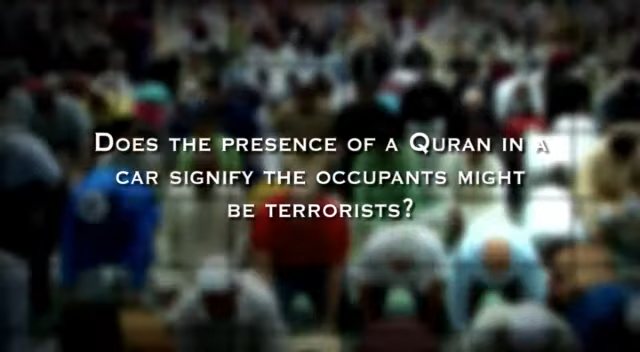 Does the presence of a Quran in a
car signify the occupants might
be terrorists?